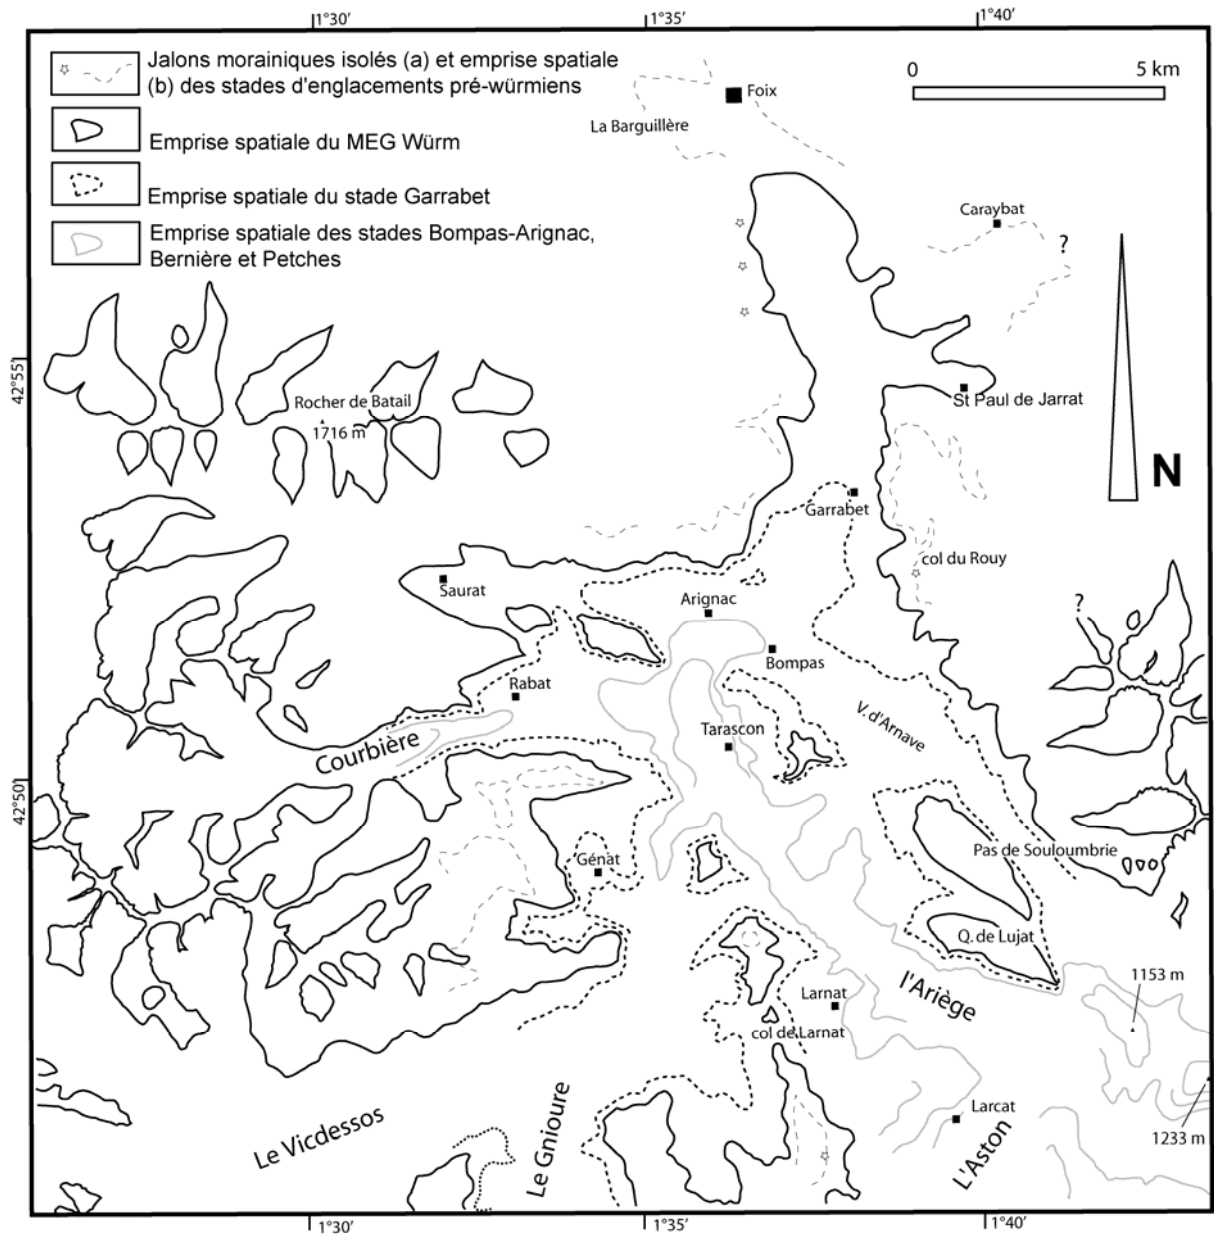 1°30'
1°35'
1°40'
Jalons morainiques isolés (a) et emprise spatiale
(b) des stades d'englacements pré-würmiens
Emprise spatiale du MEG Würm
Emprise spatiale du stade Garrabet
Emprise spatiale des stades Bompas-Arignac,
Bernière et Petches
0
5 km
Foix
La Barguillère
Caraybat
?
42°55'
Rocher de Batail
1716 m
St Paul de Jarrat
N
Garrabet
col du Rouy
Saurat
Arignac
?
Bompas
Rabat
V. d'Arnave
Tarascon
Courbière
42°50'
Pas de Souloumbrie
Génat
Q. de Lujat
1153 m
l'Ariège
Larnat
col de Larnat
Larcat
Le Vicdessos
Le Gnioure
L'Aston
1233 m
1°30'
1°35'
1°40'